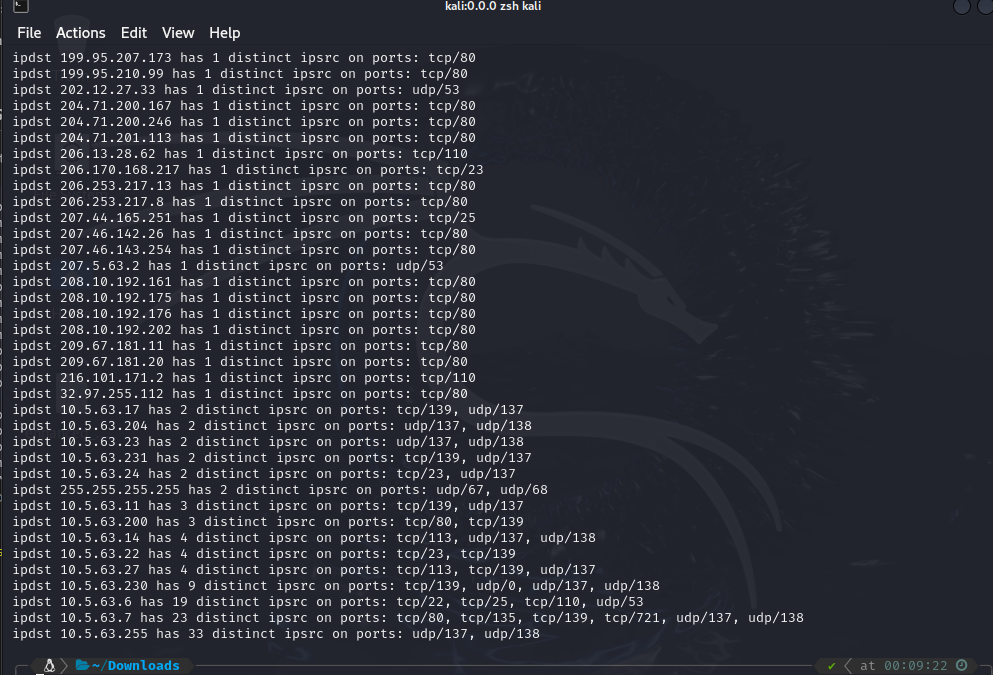 kali:0.0.0 zsh kali
File Actions Edit View Help
ipdst 199.95.207.173 has 1 distinct ipsrc on ports: tcp/80
ipdst 199.95.210.99 has 1 distinct ipsrc on ports: tcp/80
ipdst 202.12.27.33 has 1 distinct ipsrc on ports: udp/53
ipdst 204.71.200.167 has 1 distinct ipsrc on ports: tcp/80
ipdst 204.71.200.246 has 1 distinct ipsrc on ports: tcp/80
ipdst 204.71.201.113 has 1 distinct ipsrc on ports: tcp/80
ipdst 206.13.28.62 has 1 distinct ipsrc on ports: tcp/110
ipdst 206.170.168.217 has 1 distinct ipsrc on ports: tcp/23
ipdst 206.253.217.13 has 1 distinct ipsrc on ports: tcp/80
ipdst 206.253.217.8 has 1 distinct ipsrc on ports: tcp/80
ipdst 207.44.165.251 has 1 distinct ipsrc on ports: tcp/25
ipdst 207.46.142.26 has 1 distinct ipsrc on ports: tcp/80
ipdst 207.46.143.254 has 1 distinct ipsrc on ports: tcp/80
ipdst 207.5.63.2 has 1 distinct ipsrc on ports: udp/53
ipdst 208.10.192.161 has 1 distinct ipsrc on ports: tcp/80
ipdst 208.10.192.175 has 1 distinct ipsrc on ports: tcp/80
ipdst 208.10.192.176 has 1 distinct ipsrc on ports: tcp/80
ipdst 208.10.192.202 has 1 distinct ipsrc on ports: tcp/80
ipdst 209.67.181.11 has 1 distinct ipsrc on ports: tcp/80
ipdst 209.67.181.20 has 1 distinct ipsrc on ports: tcp/80
ipdst 216.101.171.2 has 1 distinct ipsrc on ports: tcp/110
ipdst 32.97.255.112 has 1 distinct ipsrc on ports: tcp/80
ipdst 10.5.63.17 has 2 distinct ipsrc on ports: tcp/139, udp/137
ipdst 10.5.63.204 has 2 distinct ipsrc on ports: udp/137, udp/138
ipdst 10.5.63.23 has 2 distinct ipsrc on ports: udp/137, udp/138
ipdst 10.5.63.231 has 2 distinct ipsrc on ports: tcp/139, udp/137
ipdst 10.5.63.24 has 2 distinct ipsrc on ports: tcp/23, udp/137
ipdst 255.255.255.255 has 2 distinct ipsrc on ports: udp/67, udp/68
ipdst 10.5.63.11 has 3 distinct ipsrc on ports: tcp/139, udp/137
ipdst 10.5.63.200 has 3 distinct ipsrc on ports: tcp/80, tcp/139
ipdst 10.5.63.14 has 4 distinct ipsrc on ports: tcp/113, udp/137, udp/138
ipdst 10.5.63.22 has 4 distinct ipsrc on ports: tcp/23, tcp/139
ipdst 10.5.63.27 has 4 distinct ipsrc on ports: tcp/113, tcp/139, udp/137
ipdst 10.5.63.230 has 9 distinct ipsrc on ports: tcp/139, udp/0, udp/137, udp/138
ipdst 10.5.63.6 has 19 distinct ipsrc on ports: tcp/22, tcp/25, tcp/110, udp/53
ipdst 10.5.63.7 has 23 distinct ipsrc on ports: tcp/80, tcp/135, tcp/139, tcp/721, udp/137, udp/138
ipdst 10.5.63.255 has 33 distinct ipsrc on ports: udp/137, udp/138
~/Downloads ✔ at 00:09:22